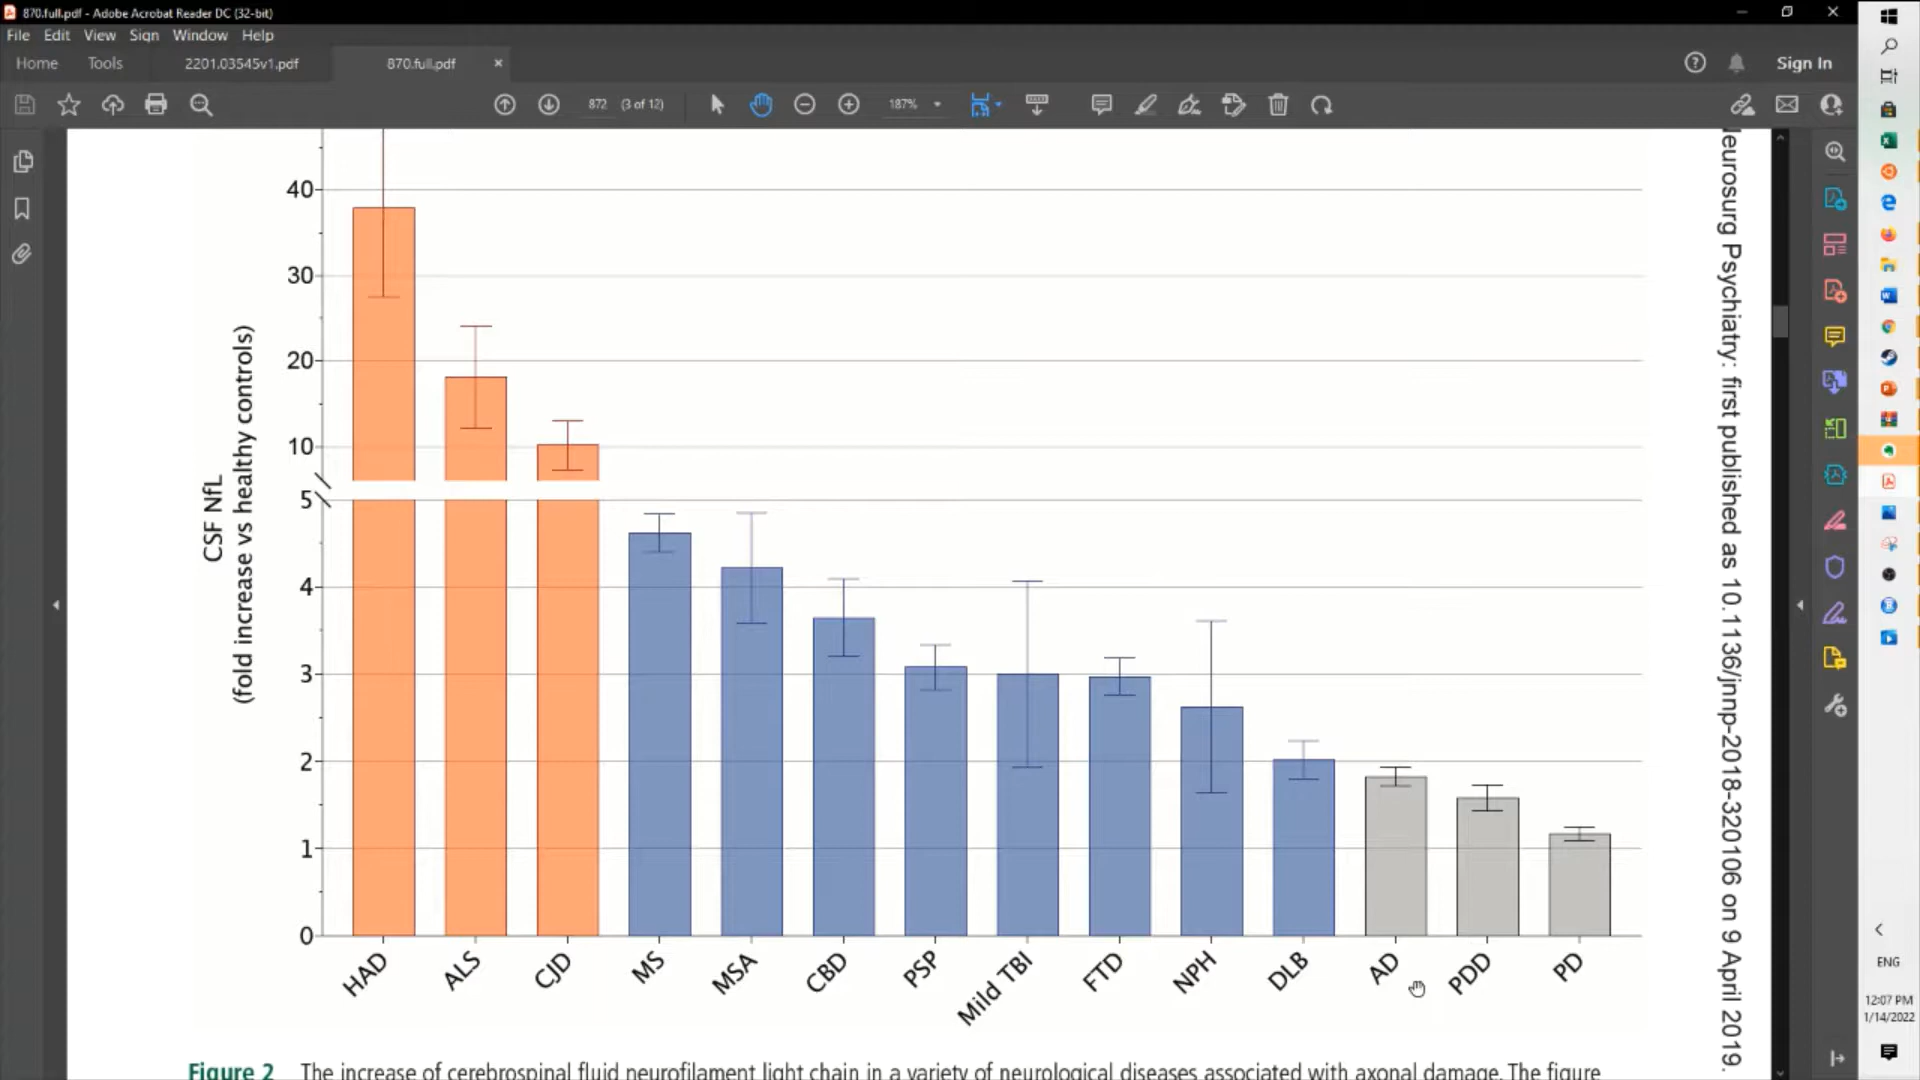 870.full.pdf - Adobe Acrobat Reader DC (32-bit)
File Edit View Sign Window Help
Home Tools 2201.03545v1.pdf 870.full.pdf × Sign In
872 (3 of 12) 187%
40
30
20
10
5
4
3
2
1
0
CSF NfL
(fold increase vs healthy controls)
HAD ALS CJD MS MSA CBD PSP Mild TBI FTD NPH DLB AD PDD PD
Neurosurg Psychiatry: first published as 10.1136/jnnp-2018-320106 on 9 April 2019.
Figure 2 The increase of cerebrospinal fluid neurofilament light chain in a variety of neurological diseases associated with axonal damage. The figure
ENG
12:07 PM
1/14/2022